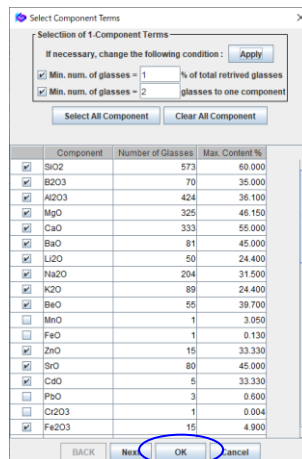 Select Component Terms
Selectiion of 1-Component Terms
If necessary, change the following condition : Apply
Min. num. of glasses = 1 % of total retrived glasses
Min. num. of glasses = 2 glasses to one component
Select All Component Clear All Component
Component Number of Glasses Max. Content %
SiO2 573 60.000
B2O3 70 35.000
Al2O3 424 36.100
MgO 325 46.150
CaO 333 55.000
BaO 81 45.000
Li2O 50 24.400
Na2O 204 31.500
K2O 89 24.400
BeO 55 39.700
MnO 1 3.050
FeO 1 0.130
ZnO 15 33.330
SrO 80 45.000
CdO 5 33.330
PbO 3 0.600
Cr2O3 1 0.004
Fe2O3 15 4.900
BACK Next OK Cancel